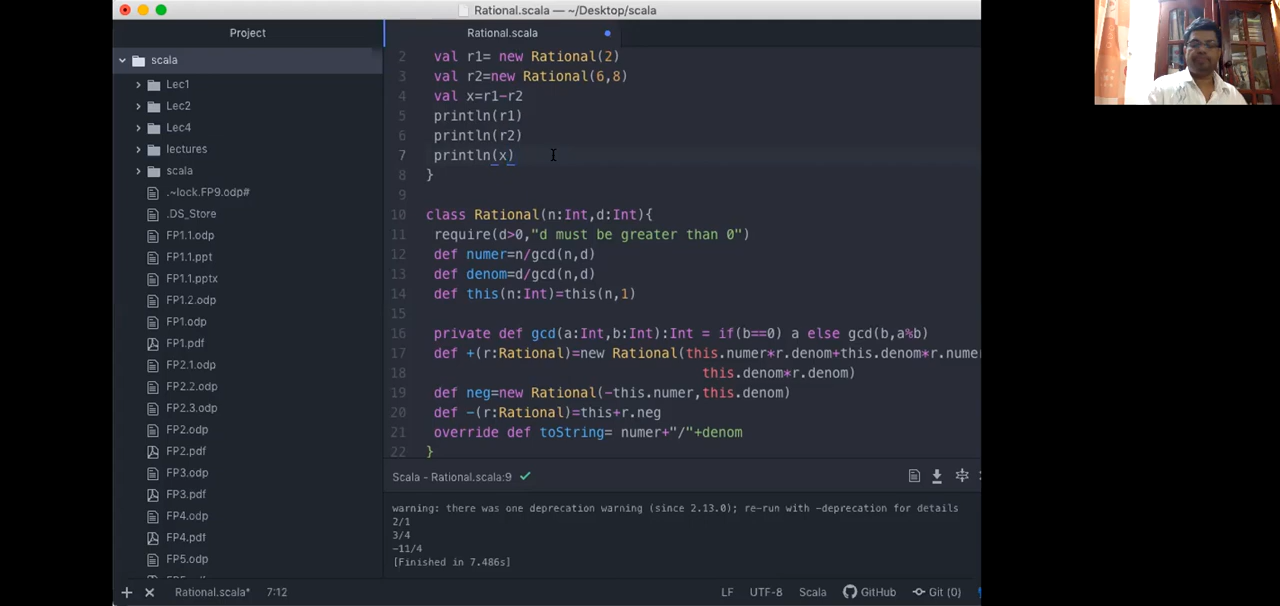 Rational.scala — ~/Desktop/scala
Project
scala
Lec1
Lec2
Lec4
lectures
scala
.~lock.FP9.odp#
.DS_Store
FP1.1.odp
FP1.1.ppt
FP1.1.pptx
FP1.2.odp
FP1.odp
FP1.pdf
FP2.1.odp
FP2.2.odp
FP2.3.odp
FP2.odp
FP2.pdf
FP3.odp
FP3.pdf
FP4.odp
FP4.pdf
FP5.odp
Rational.scala
2 val r1= new Rational(2)
3 val r2=new Rational(6,8)
4 val x=r1-r2
5 println(r1)
6 println(r2)
7 println(x)
8 }
9
10 class Rational(n:Int,d:Int){
11 require(d>0,"d must be greater than 0")
12 def numer=n/gcd(n,d)
13 def denom=d/gcd(n,d)
14 def this(n:Int)=this(n,1)
15
16 private def gcd(a:Int,b:Int):Int = if(b==0) a else gcd(b,a%b)
17 def +(r:Rational)=new Rational(this.numer*r.denom+this.denom*r.numer
18 this.denom*r.denom)
19 def neg=new Rational(-this.numer,this.denom)
20 def -(r:Rational)=this+r.neg
21 override def toString= numer+"/"+denom
22 }
Scala - Rational.scala:9
warning: there was one deprecation warning (since 2.13.0); re-run with -deprecation for details
2/1
3/4
-11/4
[Finished in 7.486s]
Rational.scala* 7:12 LF UTF-8 Scala GitHub Git (0)